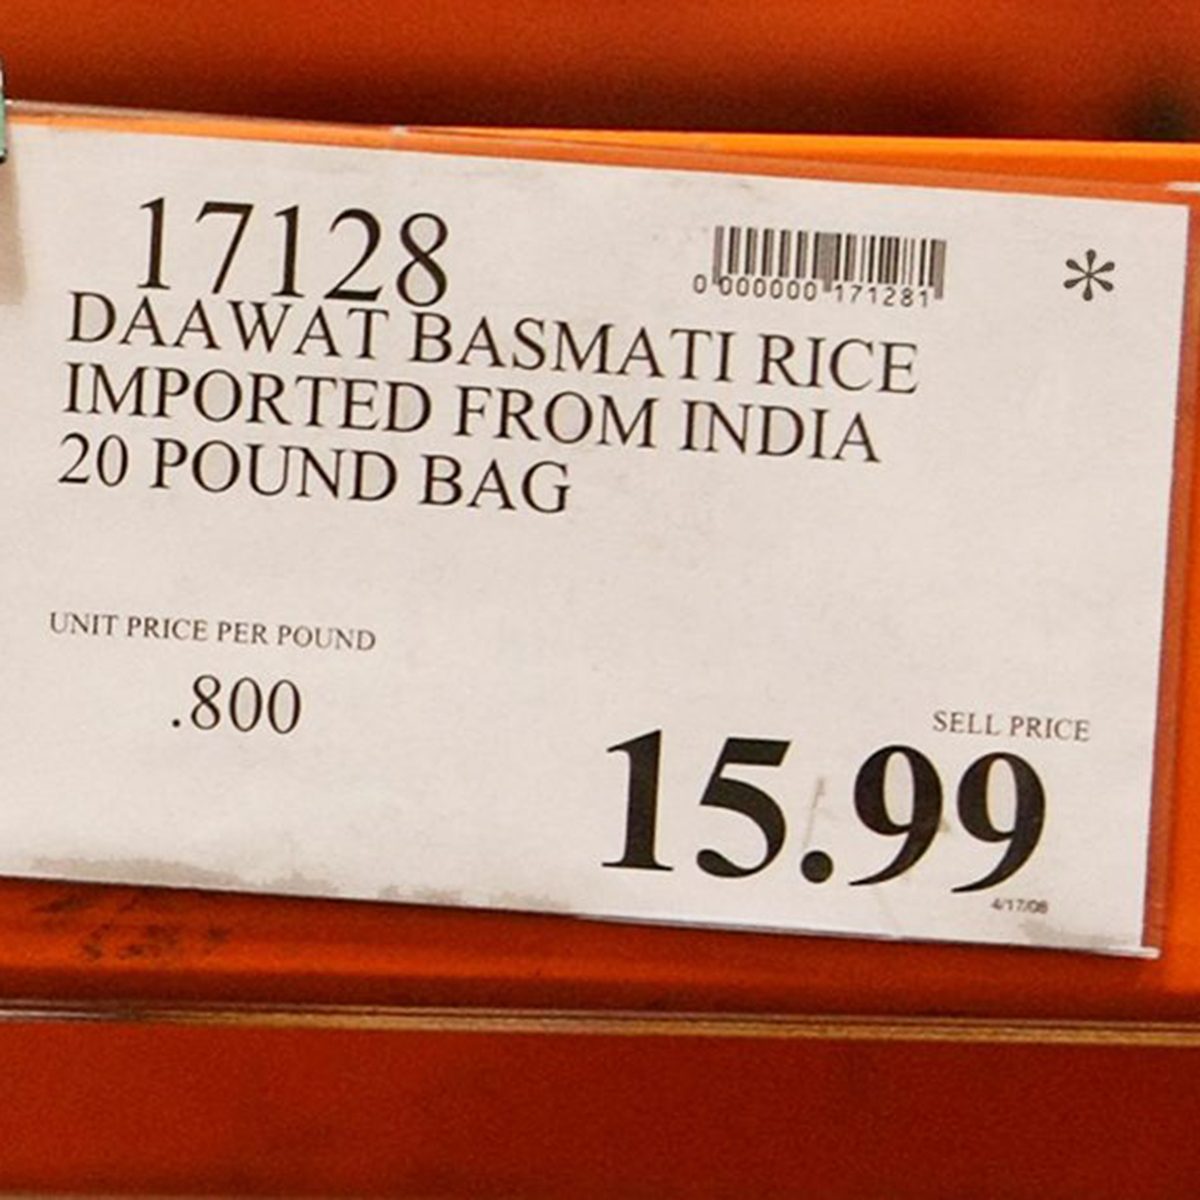 17128
0 000000 171281
*
DAAWAT BASMATI RICE
IMPORTED FROM INDIA
20 POUND BAG
UNIT PRICE PER POUND
.800
SELL PRICE
15.99
4/17/08